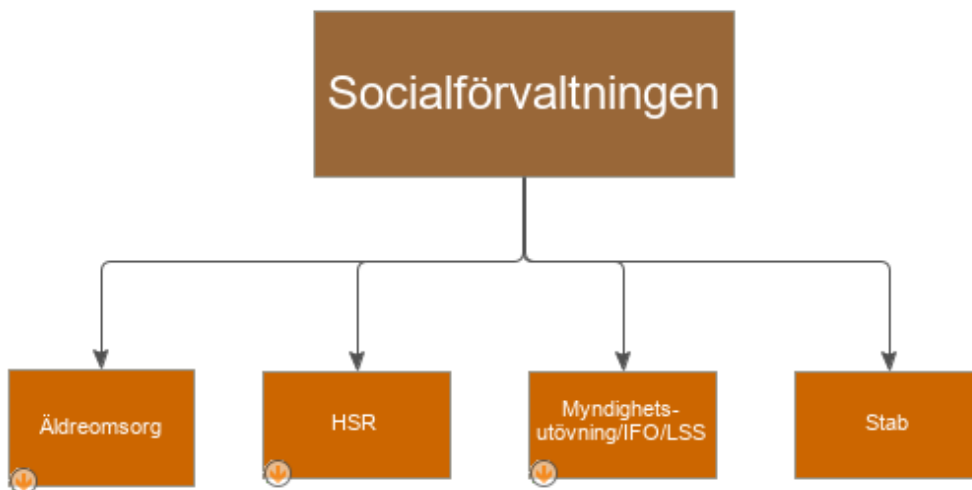 Socialförvaltningen
Äldreomsorg
HSR
Myndighets-
utövning/IFO/LSS
Stab